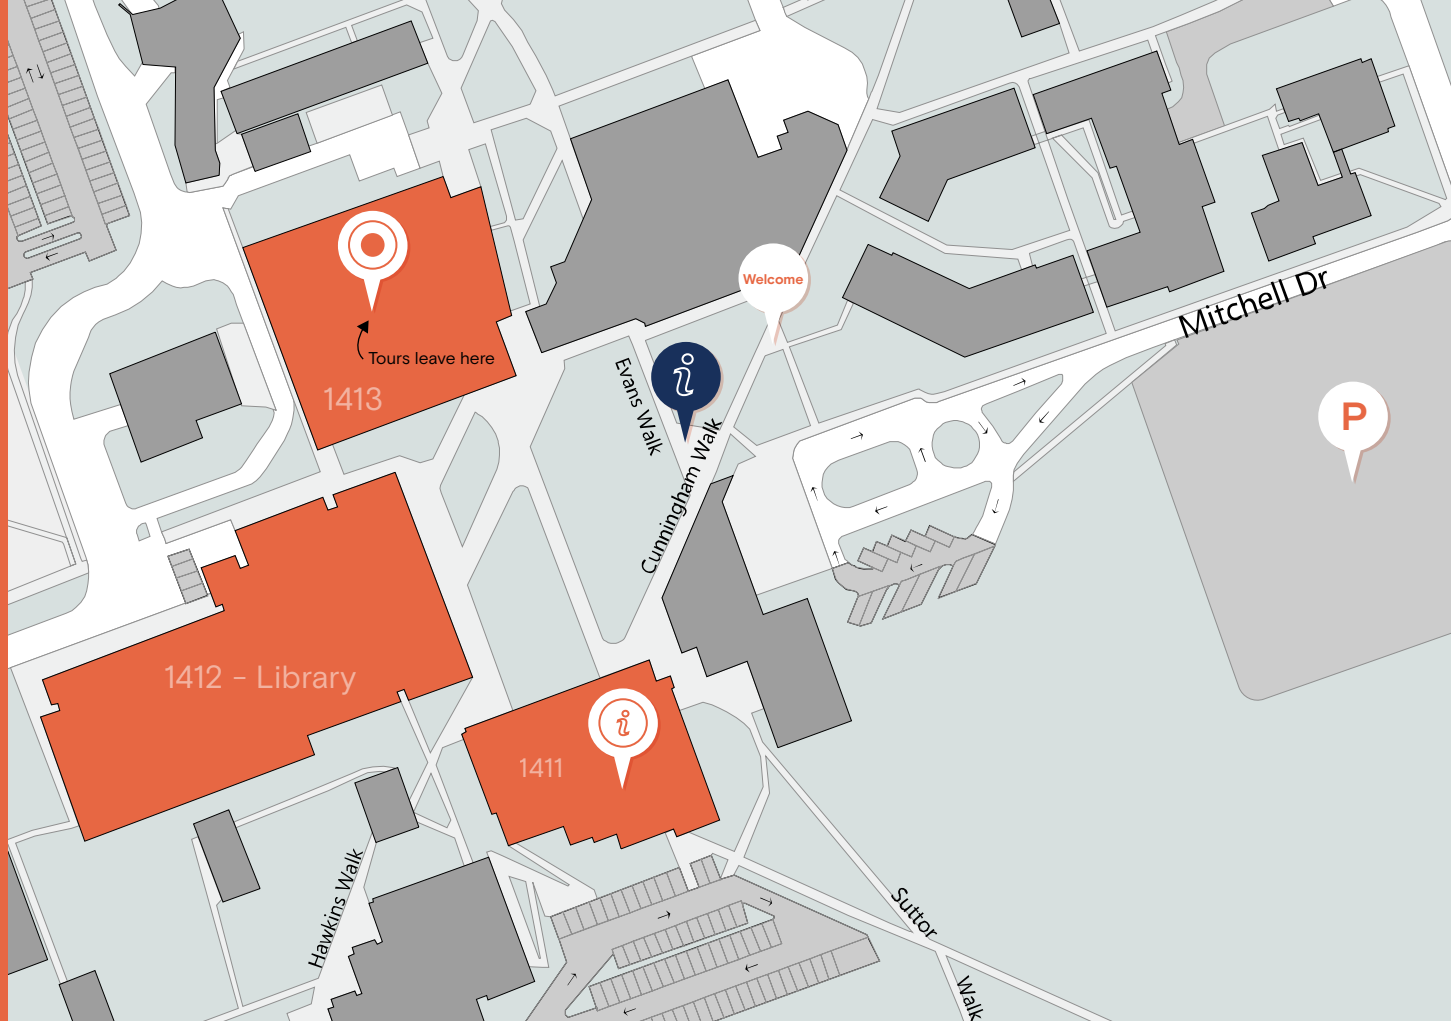 Welcome
Mitchell Dr
Tours leave here
1413
Evans Walk
i
P
Cunningham Walk
1412 - Library
i
1411
Hawkins Walk
Suttor
Walk